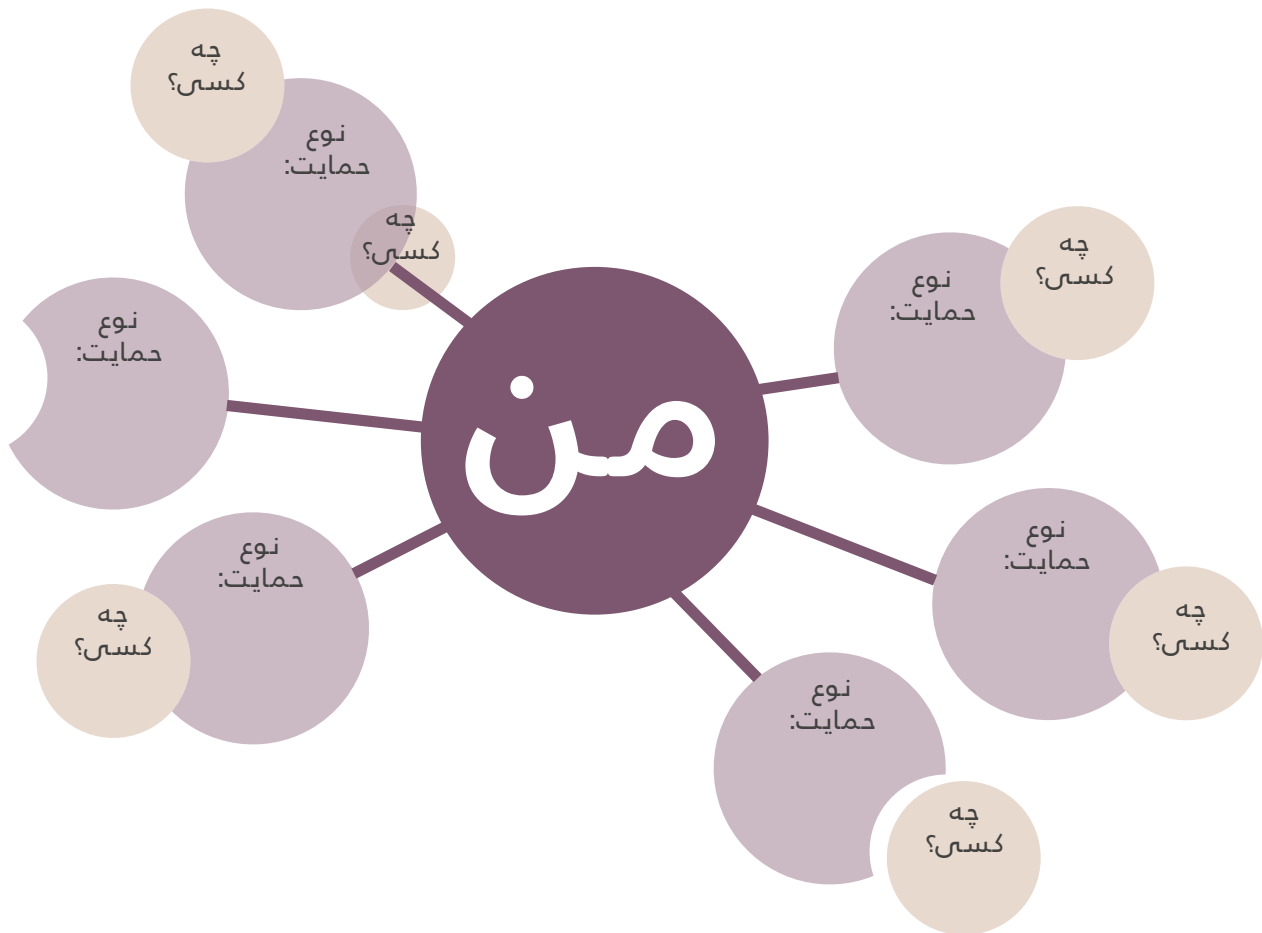 چه
کسی؟
نوع
حمایت:
چه
کسی؟
چه
کسی؟
نوع
حمایت:
نوع
حمایت:
من
نوع
حمایت:
نوع
حمایت:
چه
کسی؟
چه
کسی؟
نوع
حمایت:
چه
کسی؟